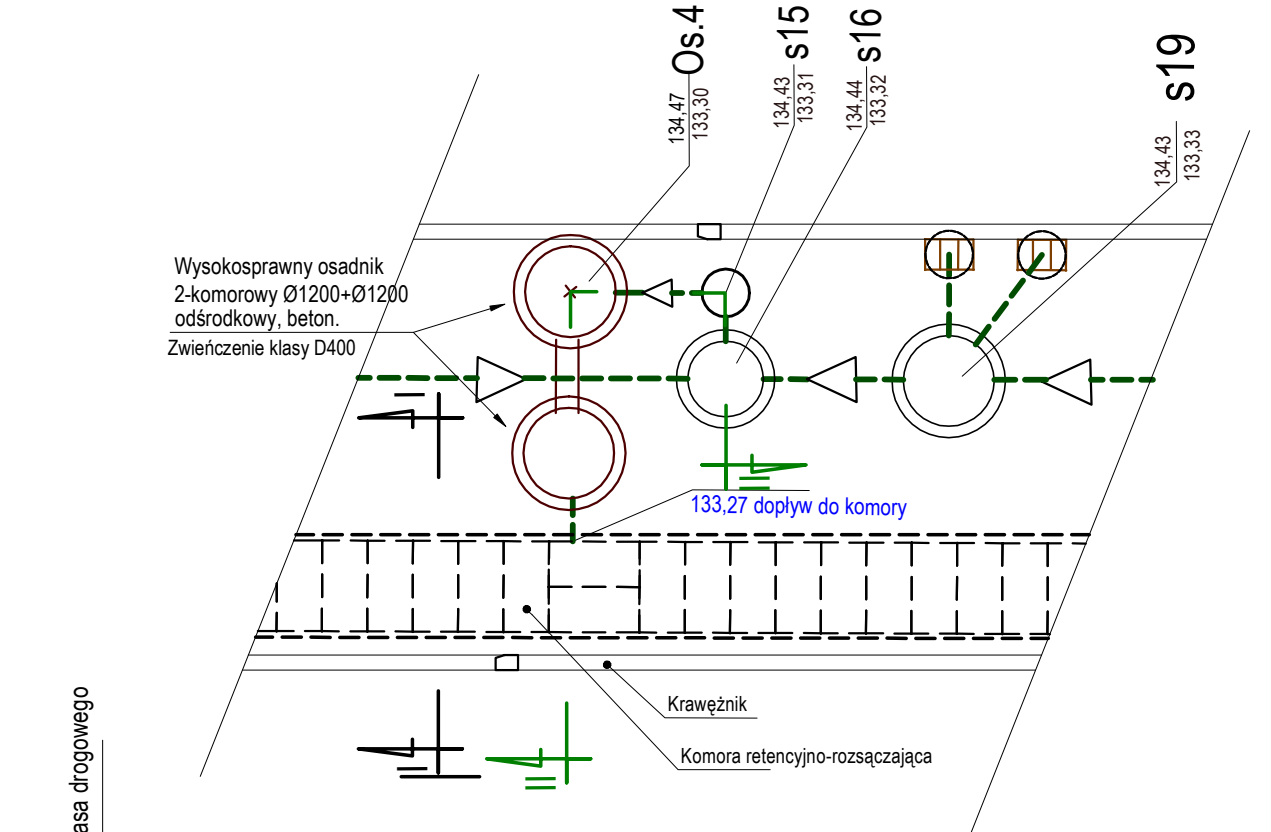 Os.4
134,47
133,30
s15
134,43
133,31
s16
134,44
133,32
s19
134,43
133,33
Wysokosprawny osadnik
2-komorowy Ø1200+Ø1200
odśrodkowy, beton.
Zwieńczenie klasy D400
133,27 dopływ do komory
Krawężnik
Komora retencyjno-rozsączająca
asa drogowego